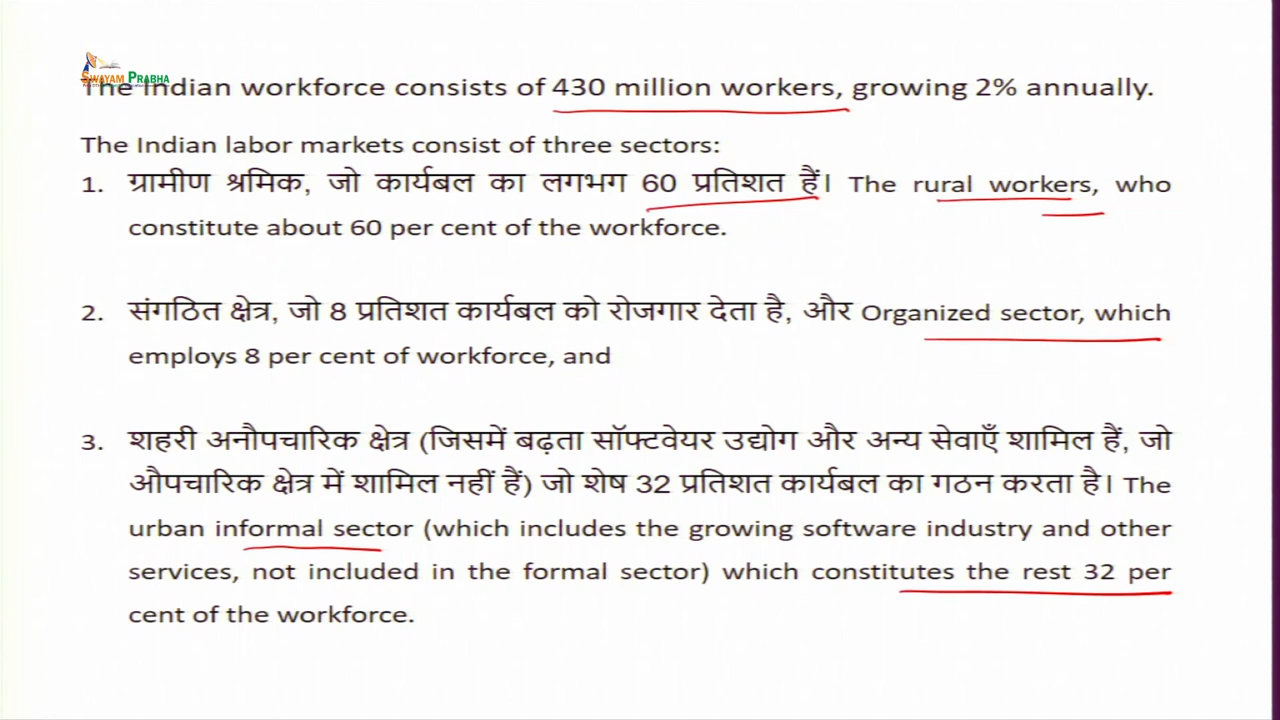 SWAYAM PRABHA
The Indian workforce consists of 430 million workers, growing 2% annually.
The Indian labor markets consist of three sectors:
1. ग्रामीण श्रमिक, जो कार्यबल का लगभग 60 प्रतिशत हैं। The rural workers, who
constitute about 60 per cent of the workforce.
2. संगठित क्षेत्र, जो 8 प्रतिशत कार्यबल को रोजगार देता है, और Organized sector, which
employs 8 per cent of workforce, and
3. शहरी अनौपचारिक क्षेत्र (जिसमें बढ़ता सॉफ्टवेयर उद्योग और अन्य सेवाएँ शामिल हैं, जो
औपचारिक क्षेत्र में शामिल नहीं हैं) जो शेष 32 प्रतिशत कार्यबल का गठन करता है। The
urban informal sector (which includes the growing software industry and other
services, not included in the formal sector) which constitutes the rest 32 per
cent of the workforce.